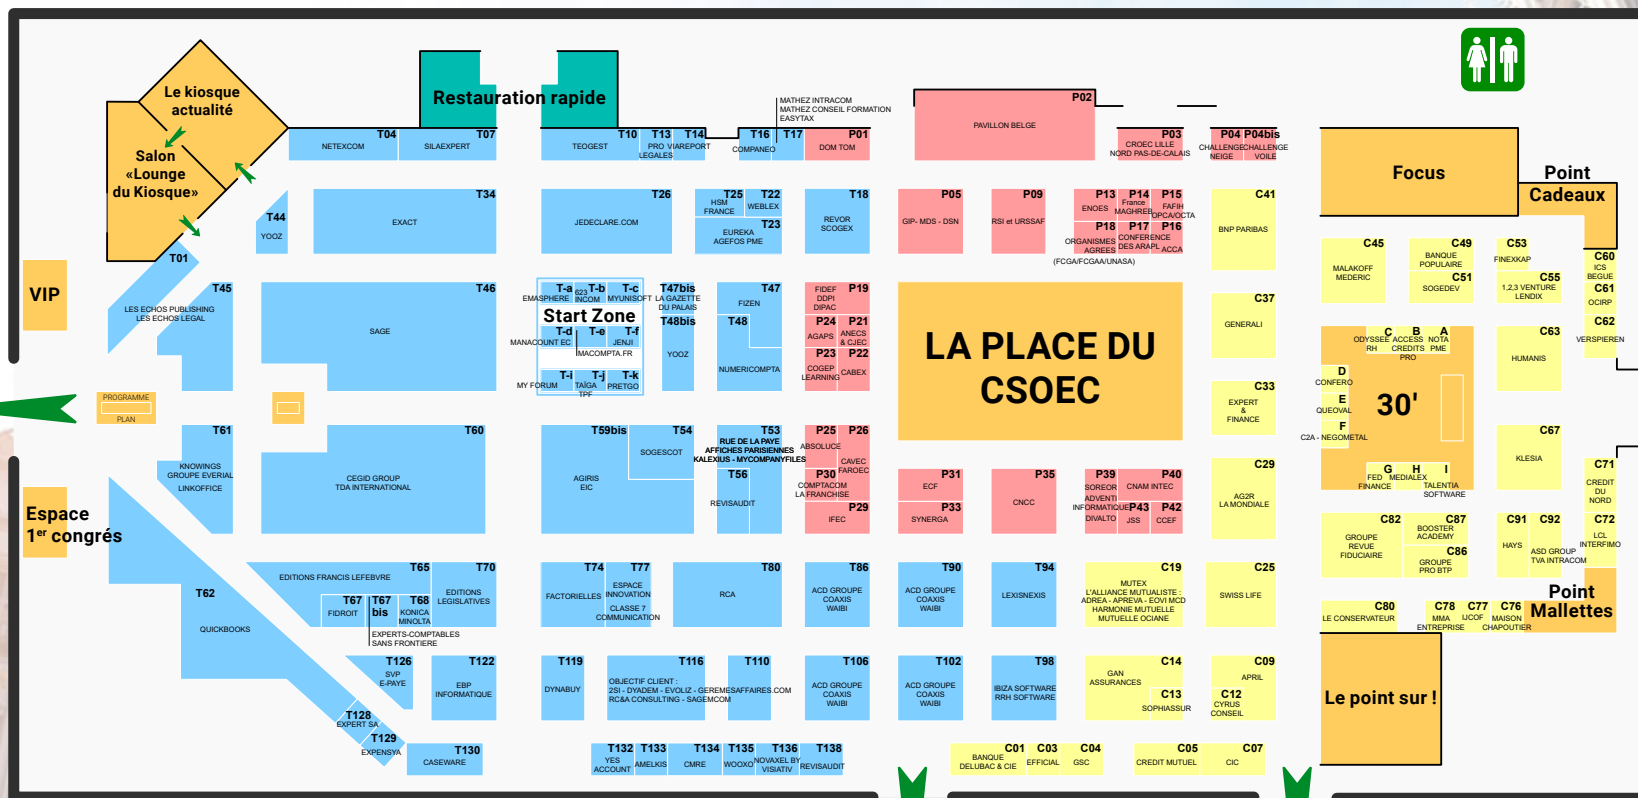 Le kiosque
actualité
Salon
«Lounge
du Kiosque»
Restauration rapide
T04
NETEXCOM
T07
SILAEXPERT
T10
TEOGEST
T13
PRO
LEGALES
T14
VIAREPORT
T16
COMPANEO
T17
MATHEZ INTRACOM
MATHEZ CONSEIL FORMATION
EASYTAX
P01
DOM TOM
P02
PAVILLON BELGE
P03
CROEC LILLE
NORD PAS-DE-CALAIS
P04
CHALLENGE
NEIGE
P04bis
CHALLENGE
VOILE
Focus
Point
Cadeaux
T44
YOOZ
T34
EXACT
T26
JEDECLARE.COM
T25
HSM
FRANCE
T22
WEBLEX
T23
EUREKA
AGEFOS PME
T18
REVOR
SCOGEX
P05
GIP- MDS - DSN
P09
RSI et URSSAF
P13
ENOES
P14
France
MAGHREB
P15
FAFIH
OPCA/OCTA
P18
ORGANISMES
AGREES
(FCGA/FCGAA/UNASA)
P17
CONFERENCE
DES ARAPL
P16
ACCA
C41
BNP PARIBAS
C45
MALAKOFF
MEDERIC
C49
BANQUE
POPULAIRE
C51
SOGEDEV
C53
FINEXKAP
C55
1,2,3 VENTURE
LENDIX
C60
ICS
BEGUE
C61
OCIRP
C62
VERSPIEREN
VIP
T01
LES ECHOS PUBLISHING
LES ECHOS LEGAL
T45
T46
SAGE
T-a
EMASPHERE
T-b
623
INCOM
T-c
MYUNISOFT
Start Zone
T-d
MANACOUNT EC
T-e
MACOMPTA.FR
T-f
JENJI
T-i
MY FORUM
T-j
TAÏGA
TPF
T-k
PRETGO
T47bis
LA GAZETTE
DU PALAIS
T48bis
YOOZ
T47
FIZEN
T48
NUMERICOMPTA
P19
FIDEF
DDPI
DIPAC
P24
AGAPS
P21
ANECS
& CJEC
P23
COGEP
LEARNING
P22
CABEX
LA PLACE DU
CSOEC
C37
GENERALI
C33
EXPERT
&
FINANCE
C
ODYSSEE
RH
B
ACCESS
CREDITS
PRO
A
NOTA
PME
D
CONFERO
E
QUEOVAL
F
C2A - NEGOMETAL
30'
G
FED
FINANCE
H
MEDIALEX
I
TALENTIA
SOFTWARE
C63
HUMANIS
C67
KLESIA
PROGRAMME
PLAN
T61
KNOWINGS
GROUPE EVERIAL
LINKOFFICE
T60
CEGID GROUP
TDA INTERNATIONAL
T59bis
AGIRIS
EIC
T54
SOGESCOT
T53
RUE DE LA PAYE
AFFICHES PARISIENNES
KALEXIUS - MYCOMPANYFILES
T56
REVISAUDIT
P25
ABSOLUCE
P26
CAVEC
FAROEC
P30
COMPTACOM
LA FRANCHISE
P29
IFEC
P31
ECF
P33
SYNERGA
P35
CNCC
P39
SOREOR
ADVENTI
INFORMATIQUE
DIVALTO
P40
CNAM INTEC
P43
JSS
P42
CCEF
C29
AG2R
LA MONDIALE
C71
CREDIT
DU
NORD
C72
LCL
INTERFIMO
C82
GROUPE
REVUE
FIDUCIAIRE
C87
BOOSTER
ACADEMY
C86
GROUPE
PRO BTP
C91
HAYS
C92
ASD GROUP
TVA INTRACOM
Espace
1er congrés
T62
QUICKBOOKS
T65
EDITIONS FRANCIS LEFEBVRE
T67
FIDROIT
T67
bis
EXPERTS-COMPTABLES
SANS FRONTIERE
T68
KONICA
MINOLTA
T70
EDITIONS
LEGISLATIVES
T74
FACTORIELLES
T77
ESPACE
INNOVATION
CLASSE 7
COMMUNICATION
T80
RCA
T86
ACD GROUPE
COAXIS
WAIBI
T90
ACD GROUPE
COAXIS
WAIBI
T94
LEXISNEXIS
C19
MUTEX
L'ALLIANCE MUTUALISTE :
ADREA - APREVA - EOVI MCD
HARMONIE MUTUELLE
MUTUELLE OCIANE
C25
SWISS LIFE
C80
LE CONSERVATEUR
C78
MMA
ENTREPRISE
C77
IJCOF
C76
MAISON
CHAPOUTIER
Point
Mallettes
T126
SVP
E-PAYE
T122
EBP
INFORMATIQUE
T119
DYNABUY
T116
OBJECTIF CLIENT :
2SI - DYADEM - EVOLIZ - GEREMESAFFAIRES.COM
RC&A CONSULTING - SAGEMCOM
T110
T106
ACD GROUPE
COAXIS
WAIBI
T102
ACD GROUPE
COAXIS
WAIBI
T98
IBIZA SOFTWARE
RRH SOFTWARE
C14
GAN
ASSURANCES
C13
SOPHIASSUR
C09
APRIL
C12
CYRUS
CONSEIL
Le point sur !
T128
EXPERT SA
T129
EXPENSYA
T130
CASEWARE
T132
YES
ACCOUNT
T133
AMELKIS
T134
CMRE
T135
WOOXO
T136
NOVAXEL BY
VISIATIV
T138
REVISAUDIT
C01
BANQUE
DELUBAC & CIE
C03
EFFICIAL
C04
GSC
C05
CREDIT MUTUEL
C07
CIC